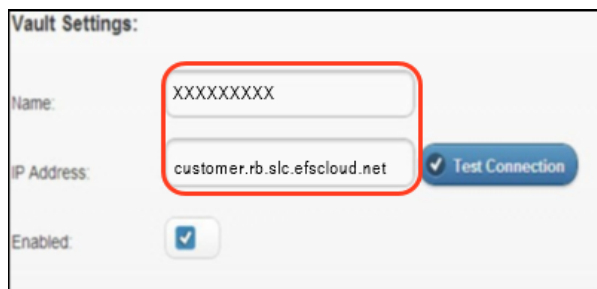 Vault Settings:
Name:
XXXXXXXXX
IP Address:
customer.rb.slc.efscloud.net
Test Connection
Enabled: